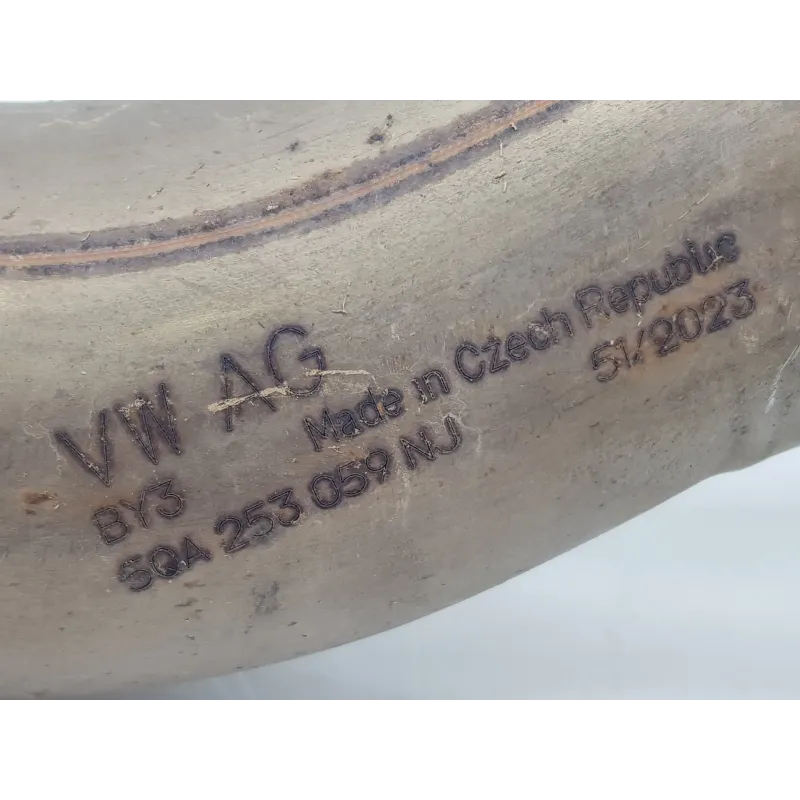 VW AG
Made in Czech Republic
BY3
51/2023
5QA 253 059 NJ